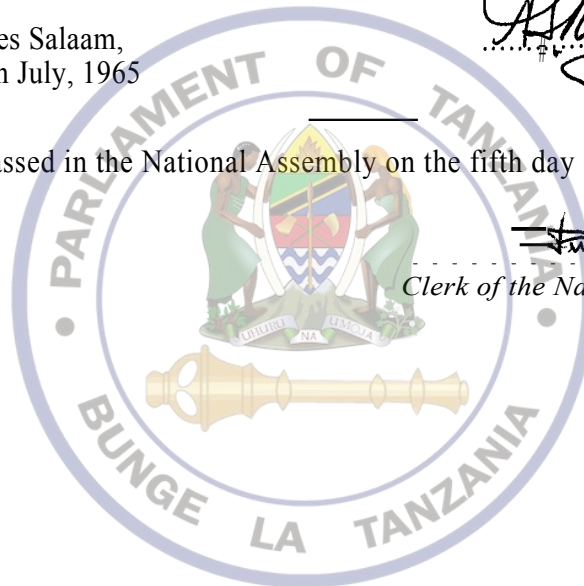 es Salaam,
h July, 1965
assed in the National Assembly on the fifth day
Clerk of the Na
PARLIAMENT OF TANZANIA
UHURU NA UMOJA
BUNGE LA TANZANIA